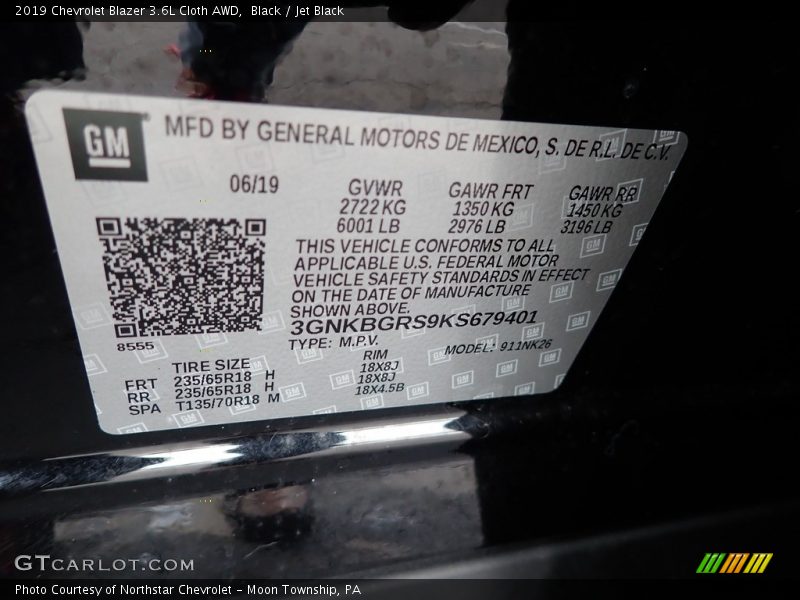 2019 Chevrolet Blazer 3.6L Cloth AWD,  Black / Jet Black
GM
MFD BY GENERAL MOTORS DE MEXICO, S. DE R.L. DE C.V.
06/19
GVWR
2722 KG
6001 LB
GAWR FRT
1350 KG
2976 LB
GAWR RR
1450 KG
3196 LB
THIS VEHICLE CONFORMS TO ALL
APPLICABLE U.S. FEDERAL MOTOR
VEHICLE SAFETY STANDARDS IN EFFECT
ON THE DATE OF MANUFACTURE
SHOWN ABOVE.
3GNKBGRS9KS679401
8555
TYPE: M.P.V.
MODEL: 911NK26
TIRE SIZE
RIM
FRT 235/65R18 H 18X8J
RR 235/65R18 H 18X8J
SPA T135/70R18 M 18X4.5B
GTCARLOT.COM
Photo Courtesy of Northstar Chevrolet - Moon Township, PA